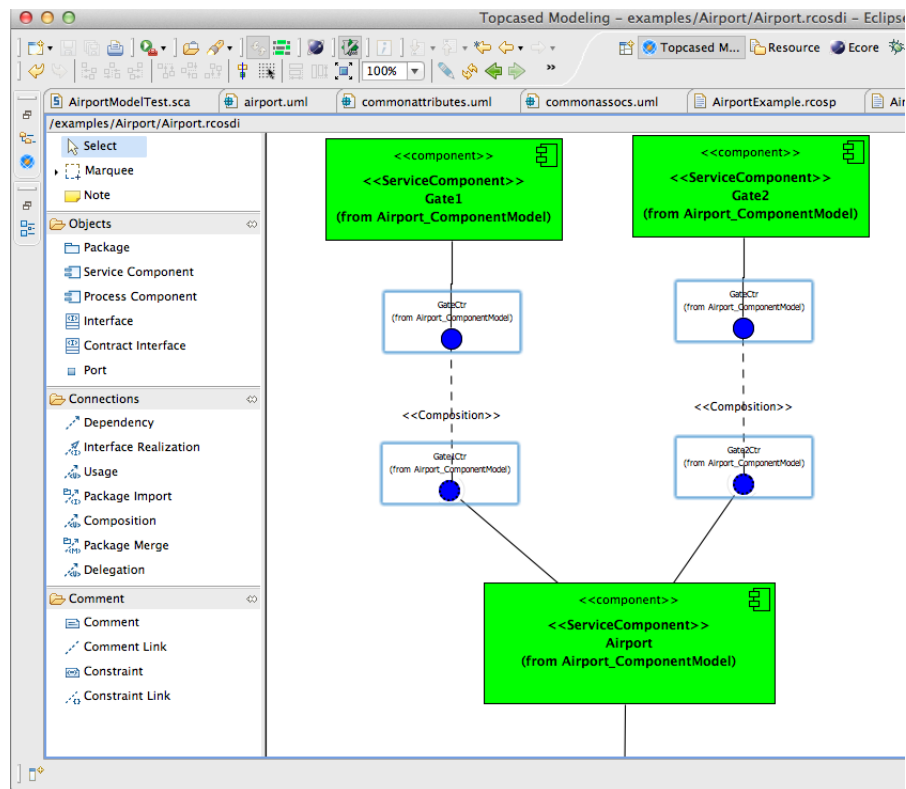 Topcased Modeling – examples/Airport/Airport.rcosdi – Eclipse
Topcased M... Resource Ecore
100%
AirportModelTest.sca airport.uml commonattributes.uml commonassocs.uml AirportExample.rcosp
/examples/Airport/Airport.rcosdi
Select
Marquee
Note
Objects
Package
Service Component
Process Component
Interface
Contract Interface
Port
Connections
Dependency
Interface Realization
Usage
Package Import
Composition
Package Merge
Delegation
Comment
Comment
Comment Link
Constraint
Constraint Link
<<component>>
<<ServiceComponent>>
Gate1
(from Airport_ComponentModel)
<<component>>
<<ServiceComponent>>
Gate2
(from Airport_ComponentModel)
GateCtr
(from Airport_ComponentModel)
GateCtr
(from Airport_ComponentModel)
<<Composition>>
<<Composition>>
Gate1Ctr
(from Airport_ComponentModel)
Gate2Ctr
(from Airport_ComponentModel)
<<component>>
<<ServiceComponent>>
Airport
(from Airport_ComponentModel)